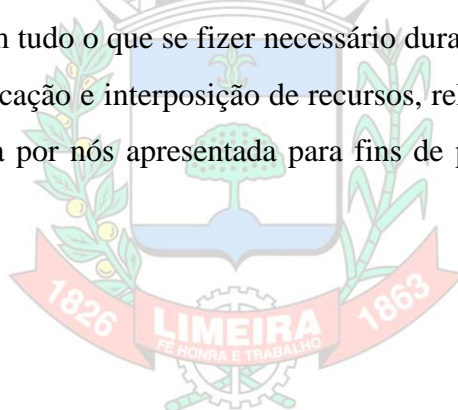 m tudo o que se fizer necessário dura
cação e interposição de recursos, rel
a por nós apresentada para fins de p
1826
LIMEIRA
1863
FÉ HONRA E TRABALHO